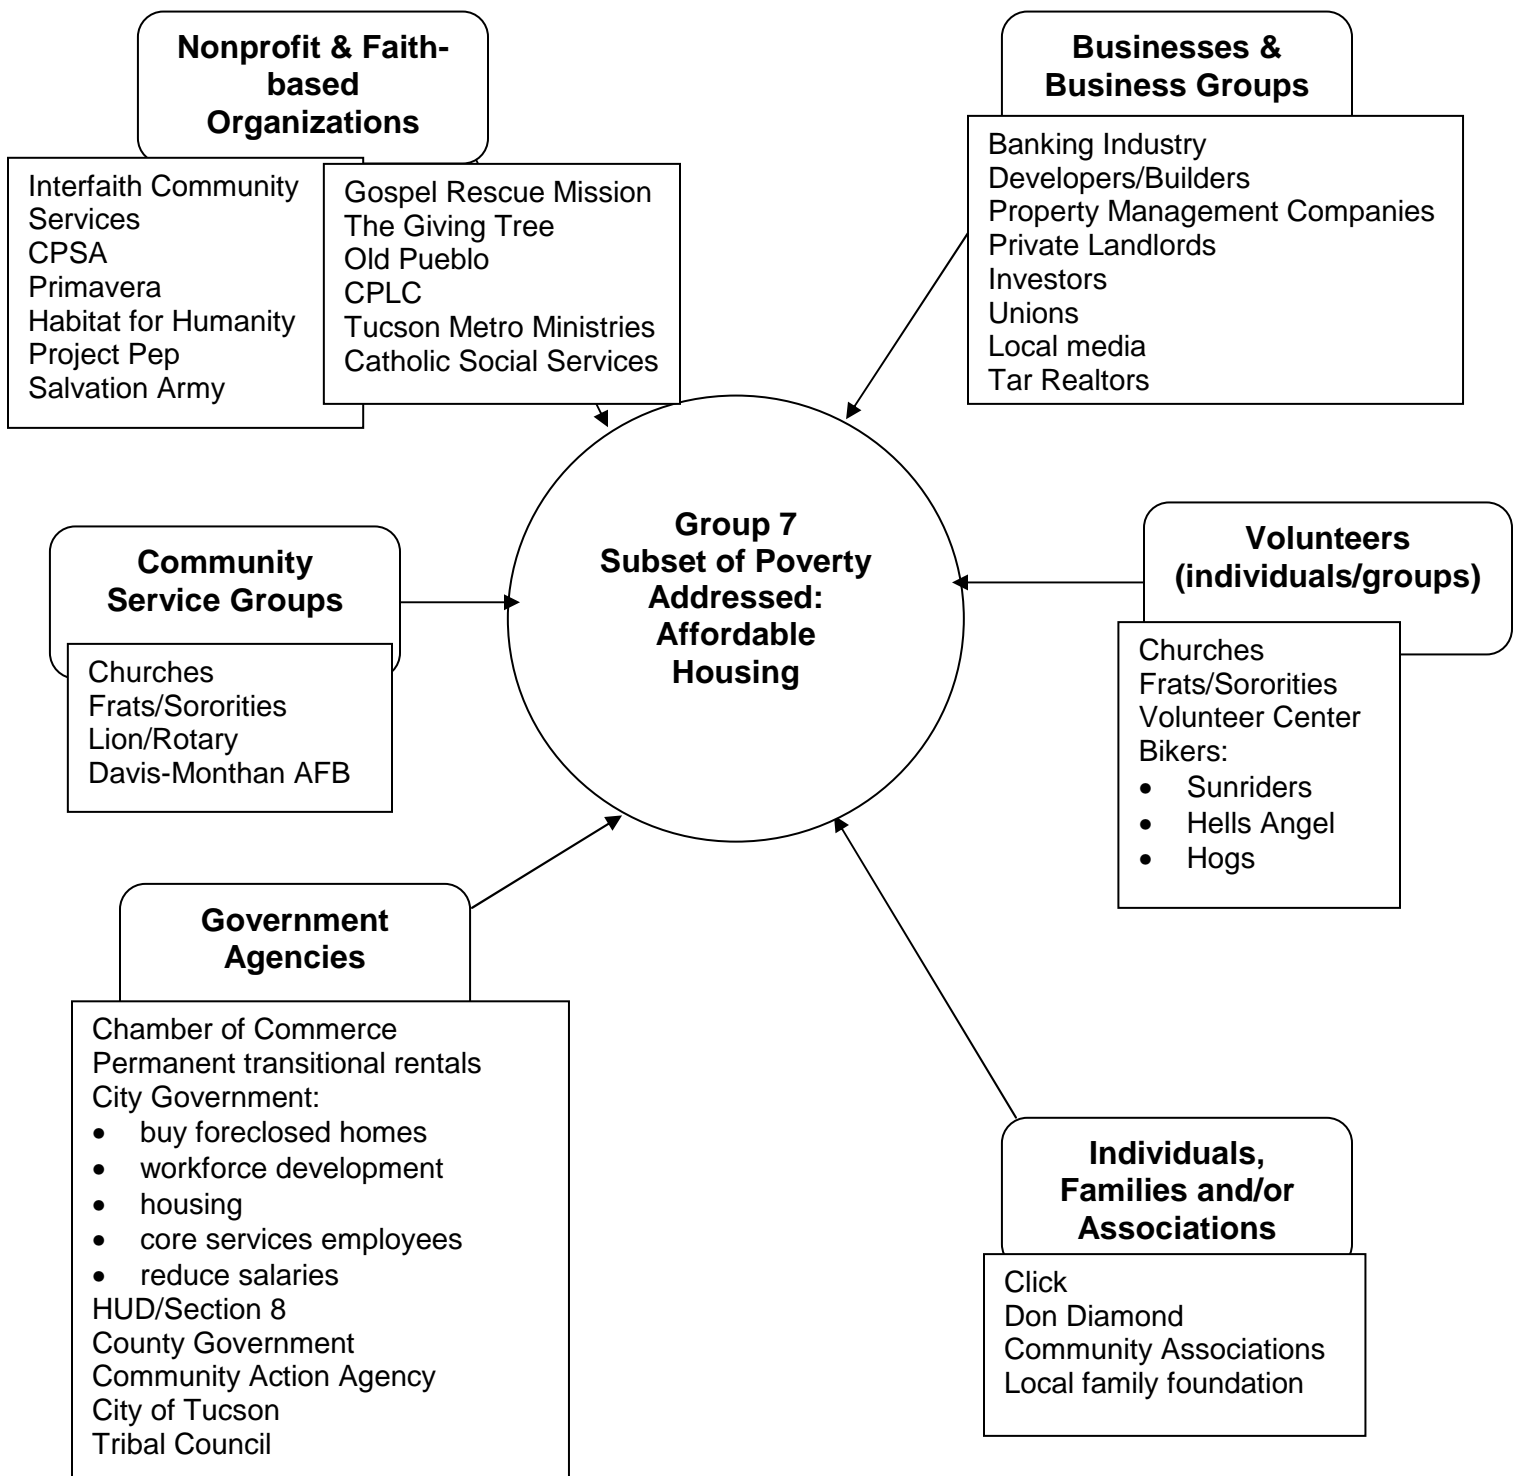 Nonprofit & Faith-
based
Organizations
Interfaith Community
Services
CPSA
Primavera
Habitat for Humanity
Project Pep
Salvation Army
Gospel Rescue Mission
The Giving Tree
Old Pueblo
CPLC
Tucson Metro Ministries
Catholic Social Services
Businesses &
Business Groups
Banking Industry
Developers/Builders
Property Management Companies
Private Landlords
Investors
Unions
Local media
Tar Realtors
Group 7
Subset of Poverty
Addressed:
Affordable
Housing
Community
Service Groups
Churches
Frats/Sororities
Lion/Rotary
Davis-Monthan AFB
Volunteers
(individuals/groups)
Churches
Frats/Sororities
Volunteer Center
Bikers:
• Sunriders
• Hells Angel
• Hogs
Government
Agencies
Chamber of Commerce
Permanent transitional rentals
City Government:
• buy foreclosed homes
• workforce development
• housing
• core services employees
• reduce salaries
HUD/Section 8
County Government
Community Action Agency
City of Tucson
Tribal Council
Individuals,
Families and/or
Associations
Click
Don Diamond
Community Associations
Local family foundation